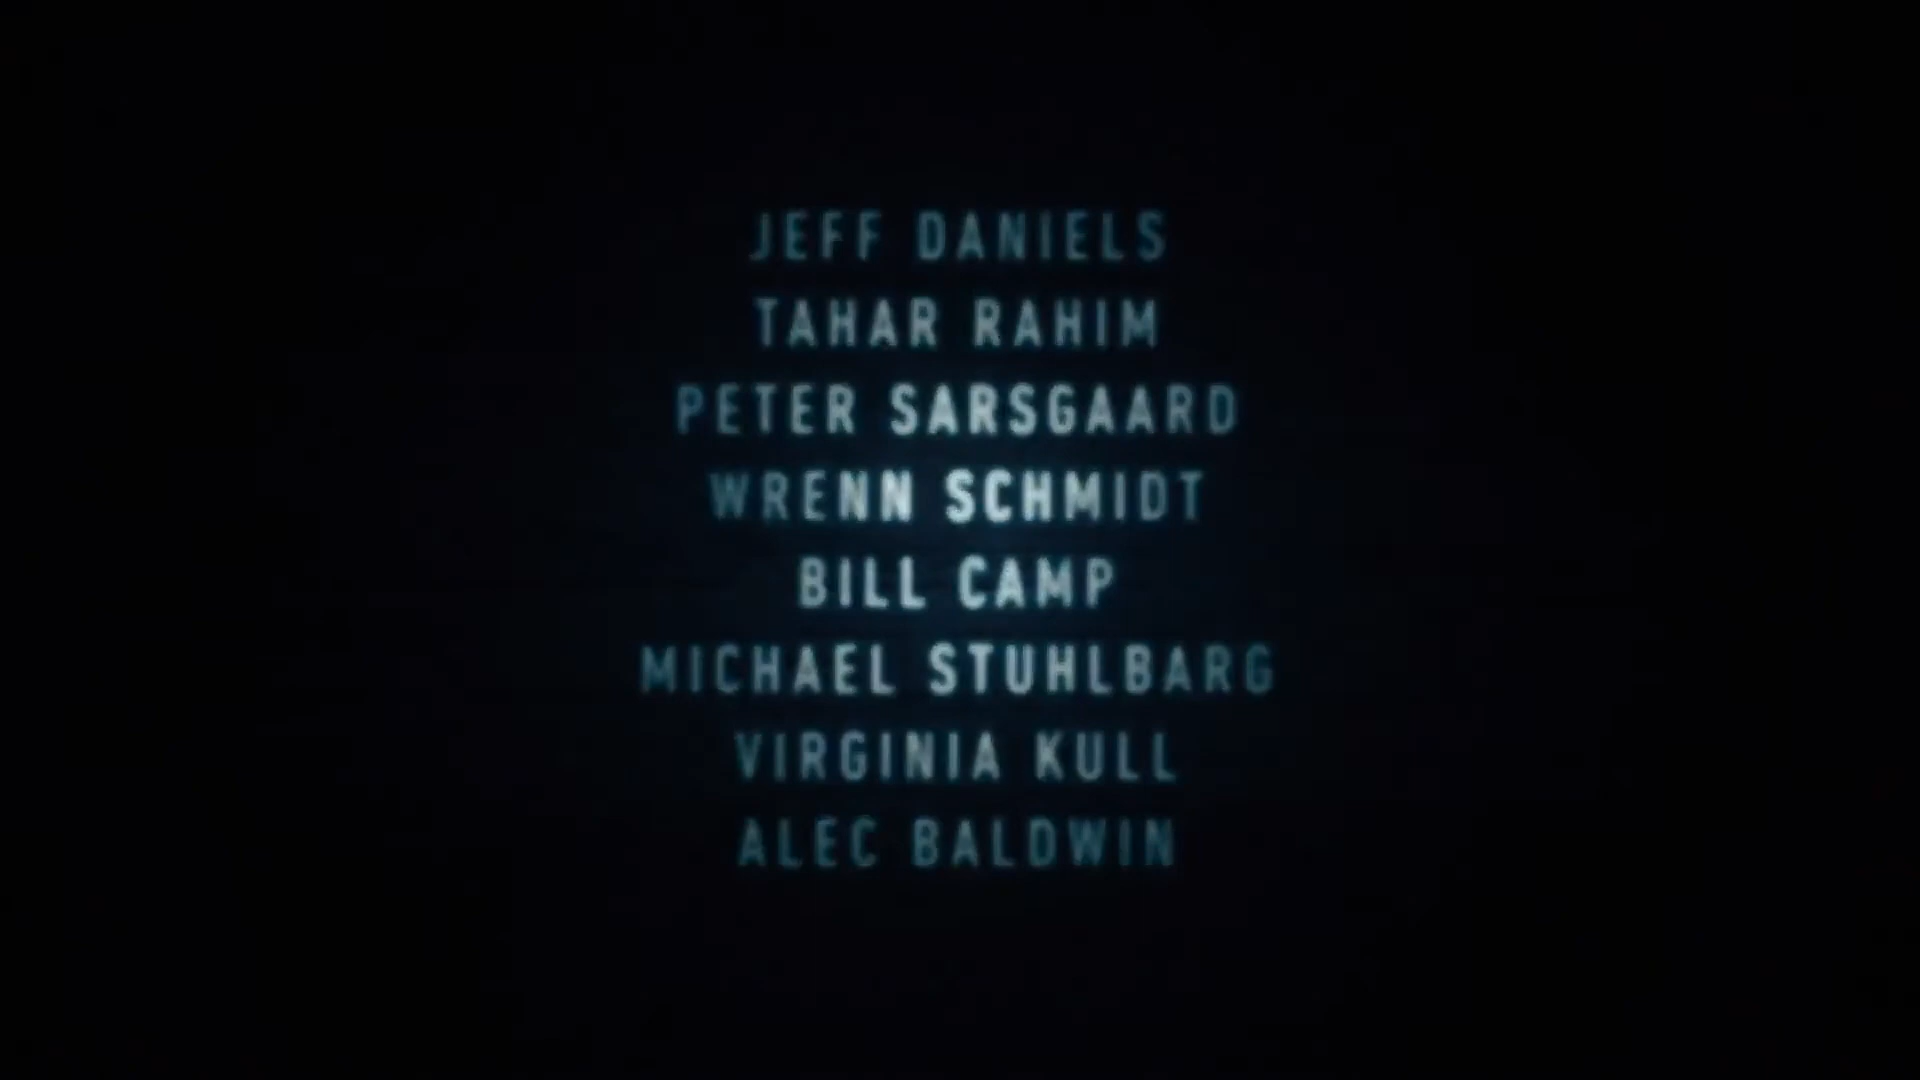 JEFF DANIELS
TAHAR RAHIM
PETER SARSGAARD
WRENN SCHMIDT
BILL CAMP
MICHAEL STUHLBARG
VIRGINIA KULL
ALEC BALDWIN